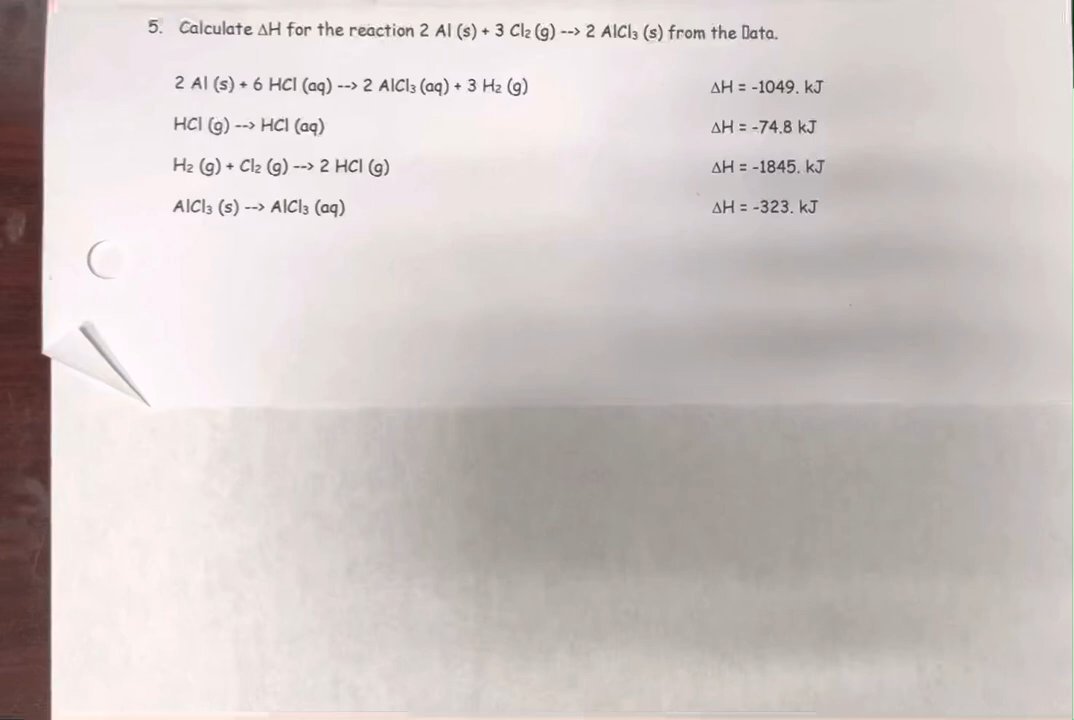 5. Calculate ΔH for the reaction 2 Al (s) + 3 Cl₂ (g) --> 2 AlCl₃ (s) from the Data.
2 Al (s) + 6 HCl (aq) --> 2 AlCl₃ (aq) + 3 H₂ (g) ΔH = -1049. kJ
HCl (g) --> HCl (aq) ΔH = -74.8 kJ
H₂ (g) + Cl₂ (g) --> 2 HCl (g) ΔH = -1845. kJ
AlCl₃ (s) --> AlCl₃ (aq) ΔH = -323. kJ